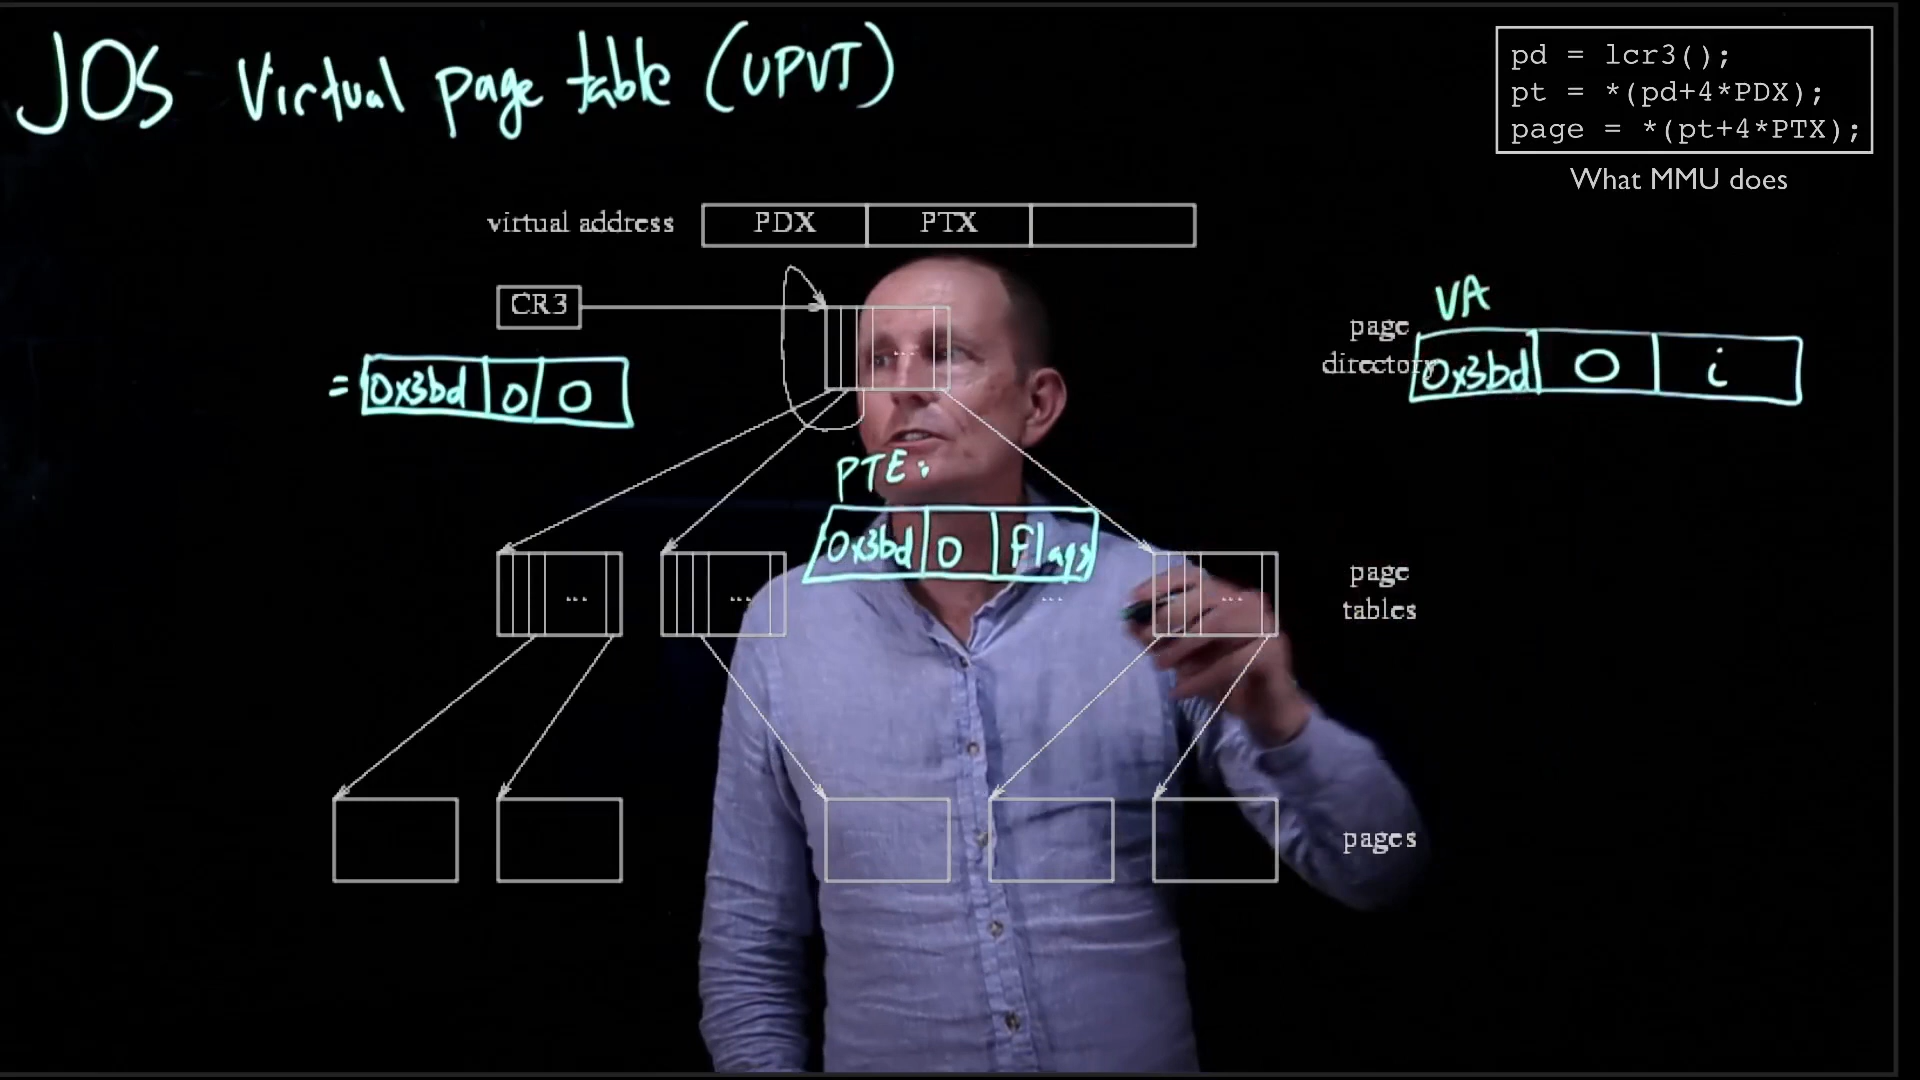 JOS Virtual page table (UPVT)
pd = lcr3();
pt = *(pd+4*PDX);
page = *(pt+4*PTX);
What MMU does
virtual address PDX PTX
CR3
...
= 0x3bd 0 0
page
directory
VA
0x3bd 0 i
PTE:
0x3bd 0 flags
... ... ... ...
page
tables
pages